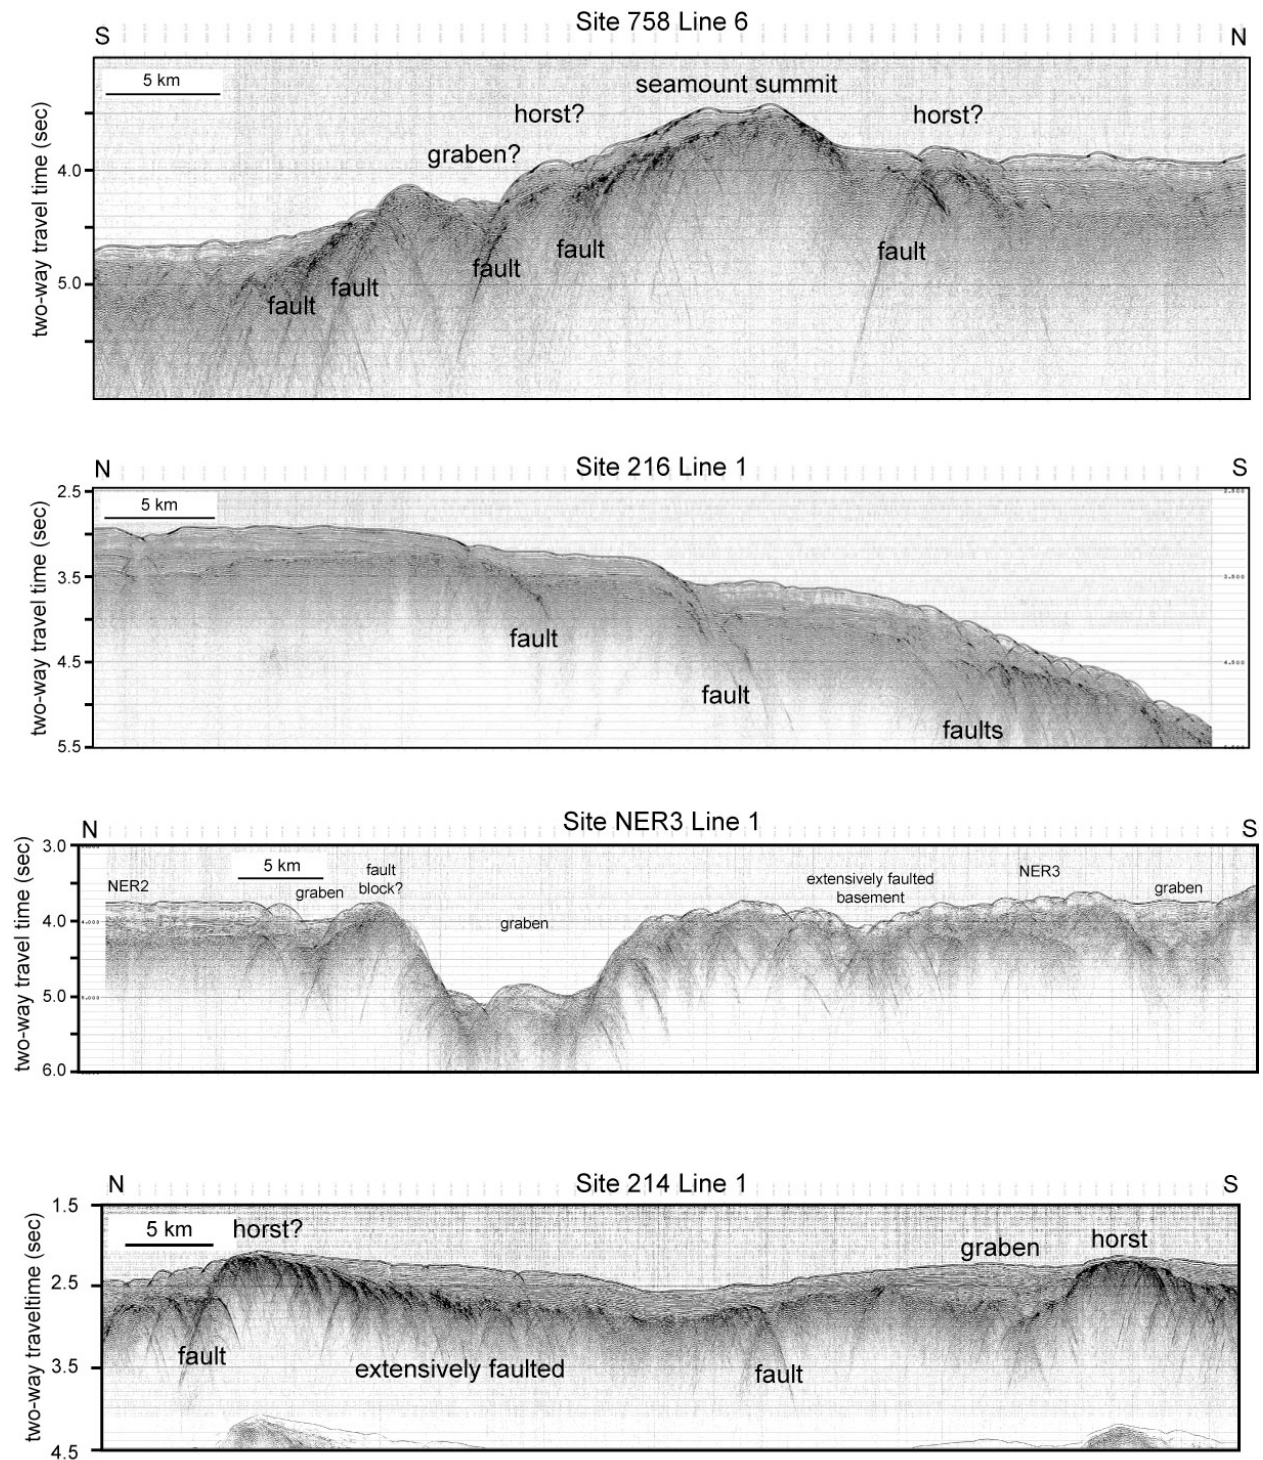 Site 758 Line 6
S
N
5 km
seamount summit
horst?
horst?
graben?
4.0
5.0
fault
fault
fault
fault
fault
two-way travel time (sec)
Site 216 Line 1
N
S
2.5
5 km
3.5
4.5
5.5
fault
fault
faults
two-way travel time (sec)
Site NER3 Line 1
N
S
3.0
4.0
5.0
6.0
NER2
5 km
graben
fault
block?
graben
extensively faulted
basement
NER3
graben
two-way travel time (sec)
Site 214 Line 1
N
S
1.5
2.5
3.5
4.5
5 km
horst?
graben
horst
fault
extensively faulted
fault
two-way traveltime (sec)